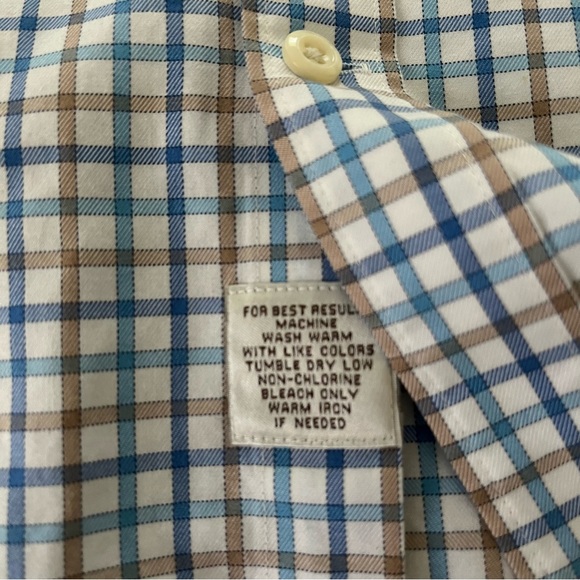 FOR BEST RESUL
MACHINE
WASH WARM
WITH LIKE COLORS
TUMBLE DRY LOW
NON-CHLORINE
BLEACH ONLY
WARM IRON
IF NEEDED